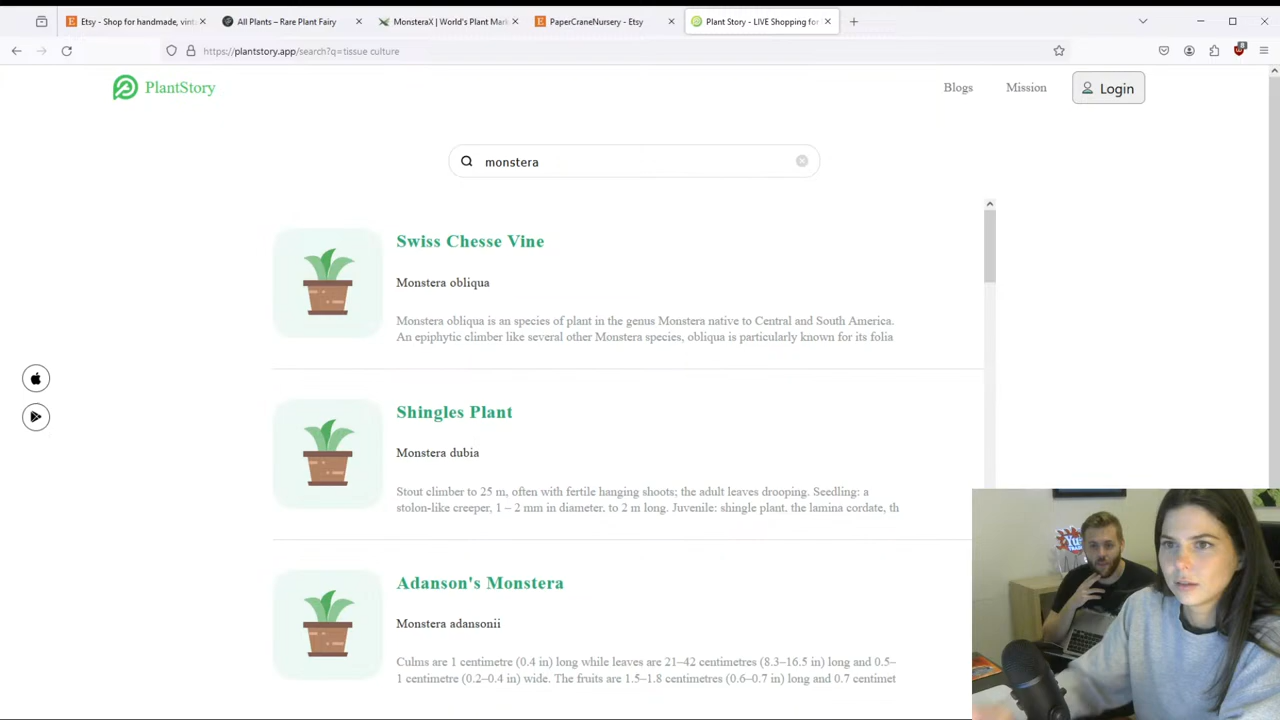 Etsy - Shop for handmade, vint
All Plants – Rare Plant Fairy
MonsteraX | World's Plant Mar
PaperCraneNursery - Etsy
Plant Story - LIVE Shopping for
https://plantstory.app/search?q=tissue culture
PlantStory
Blogs
Mission
Login
monstera
Swiss Chesse Vine
Monstera obliqua
Monstera obliqua is an species of plant in the genus Monstera native to Central and South America.
An epiphytic climber like several other Monstera species, obliqua is particularly known for its folia
Shingles Plant
Monstera dubia
Stout climber to 25 m, often with fertile hanging shoots; the adult leaves drooping. Seedling: a
stolon-like creeper, 1 – 2 mm in diameter, to 2 m long. Juvenile: shingle plant, the lamina cordate, th
Adanson's Monstera
Monstera adansonii
Culms are 1 centimetre (0.4 in) long while leaves are 21–42 centimetres (8.3–16.5 in) long and 0.5–
1 centimetre (0.2–0.4 in) wide. The fruits are 1.5–1.8 centimetres (0.6–0.7 in) long and 0.7 centimet